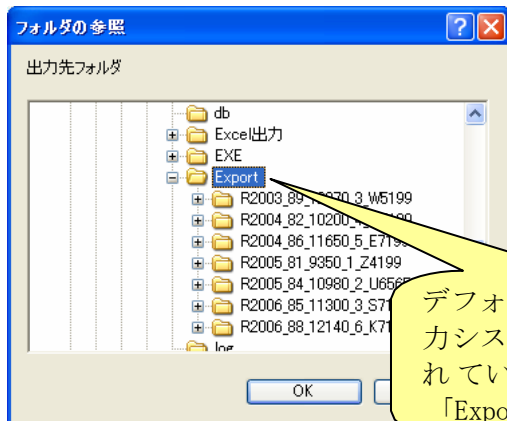 フォルダの参照
出力先フォルダ
db
Excel出力
EXE
Export
R2003_89_
_3_W5199
R2004_82_10200_
R2004_86_11650_5_E719
R2005_81_9350_1_Z4199
R2005_84_10980_2_U656
R2006_85_11300_3_S71
R2006_88_12140_6_K71
log
OK
デフォ
力シス
れてい
「Expo